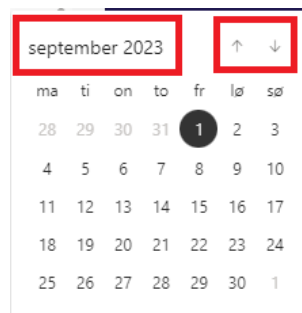 september 2023 ↑ ↓
ma ti on to fr lø sø
28 29 30 31 1 2 3
4 5 6 7 8 9 10
11 12 13 14 15 16 17
18 19 20 21 22 23 24
25 26 27 28 29 30 1